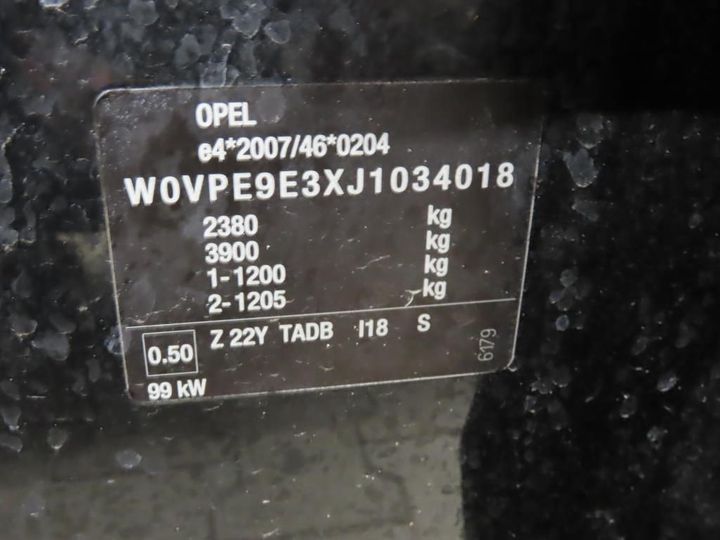 OPEL
e4*2007/46*0204
W0VPE9E3XJ1034018
2380 kg
3900 kg
1-1200 kg
2-1205 kg
0.50 Z 22Y TADB I18 S
6179
99 kW